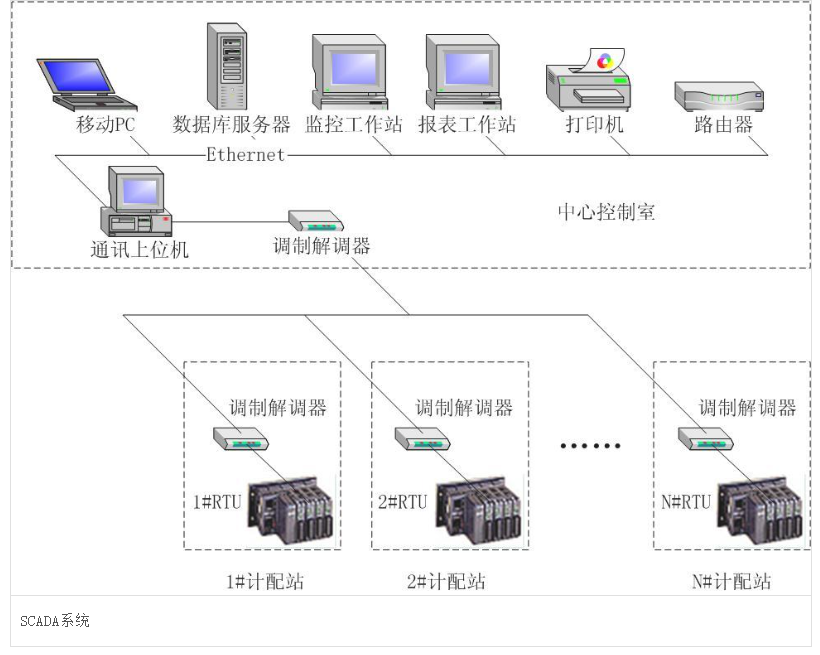 移动PC
数据库服务器
监控工作站
报表工作站
打印机
路由器
Ethernet
通讯上位机
调制解调器
中心控制室
调制解调器
调制解调器
调制解调器
1#RTU
2#RTU
N#RTU
1#计配站
2#计配站
N#计配站
SCADA系统